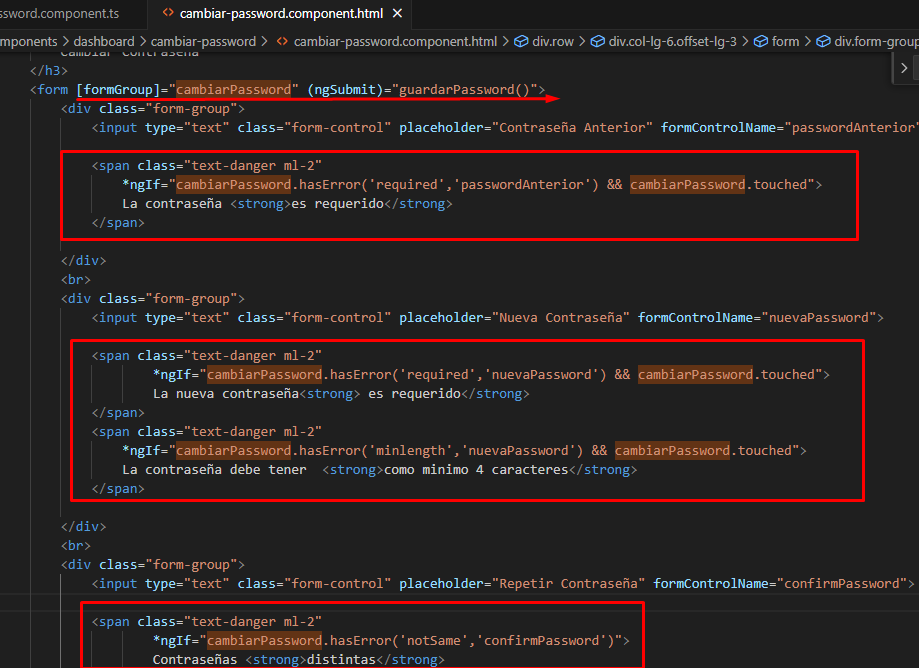 ssword.component.ts
<> cambiar-password.component.html ×
mponents > dashboard > cambiar-password > <> cambiar-password.component.html > div.row > div.col-lg-6.offset-lg-3 > form > div.form-group
Cambiar Contraseña
</h3>
<form [formGroup]="cambiarPassword" (ngSubmit)="guardarPassword()">
<div class="form-group">
<input type="text" class="form-control" placeholder="Contraseña Anterior" formControlName="passwordAnterior"
<span class="text-danger ml-2"
*ngIf="cambiarPassword.hasError('required','passwordAnterior') && cambiarPassword.touched">
La contraseña <strong>es requerido</strong>
</span>
</div>
<br>
<div class="form-group">
<input type="text" class="form-control" placeholder="Nueva Contraseña" formControlName="nuevaPassword">
<span class="text-danger ml-2"
*ngIf="cambiarPassword.hasError('required','nuevaPassword') && cambiarPassword.touched">
La nueva contraseña<strong> es requerido</strong>
</span>
<span class="text-danger ml-2"
*ngIf="cambiarPassword.hasError('minlength','nuevaPassword') && cambiarPassword.touched">
La contraseña debe tener  <strong>como minimo 4 caracteres</strong>
</span>
</div>
<br>
<div class="form-group">
<input type="text" class="form-control" placeholder="Repetir Contraseña" formControlName="confirmPassword">
<span class="text-danger ml-2"
*ngIf="cambiarPassword.hasError('notSame','confirmPassword')">
Contraseñas <strong>distintas</strong>